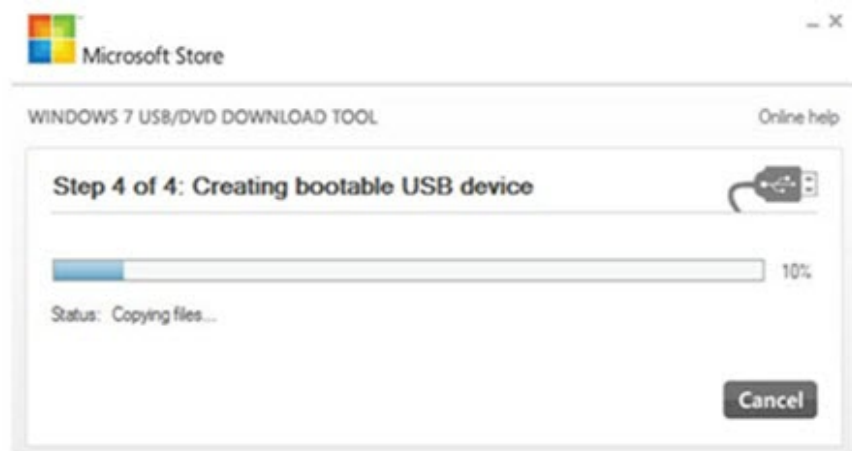 Microsoft Store
WINDOWS 7 USB/DVD DOWNLOAD TOOL
Online help
Step 4 of 4: Creating bootable USB device
10%
Status: Copying files...
Cancel